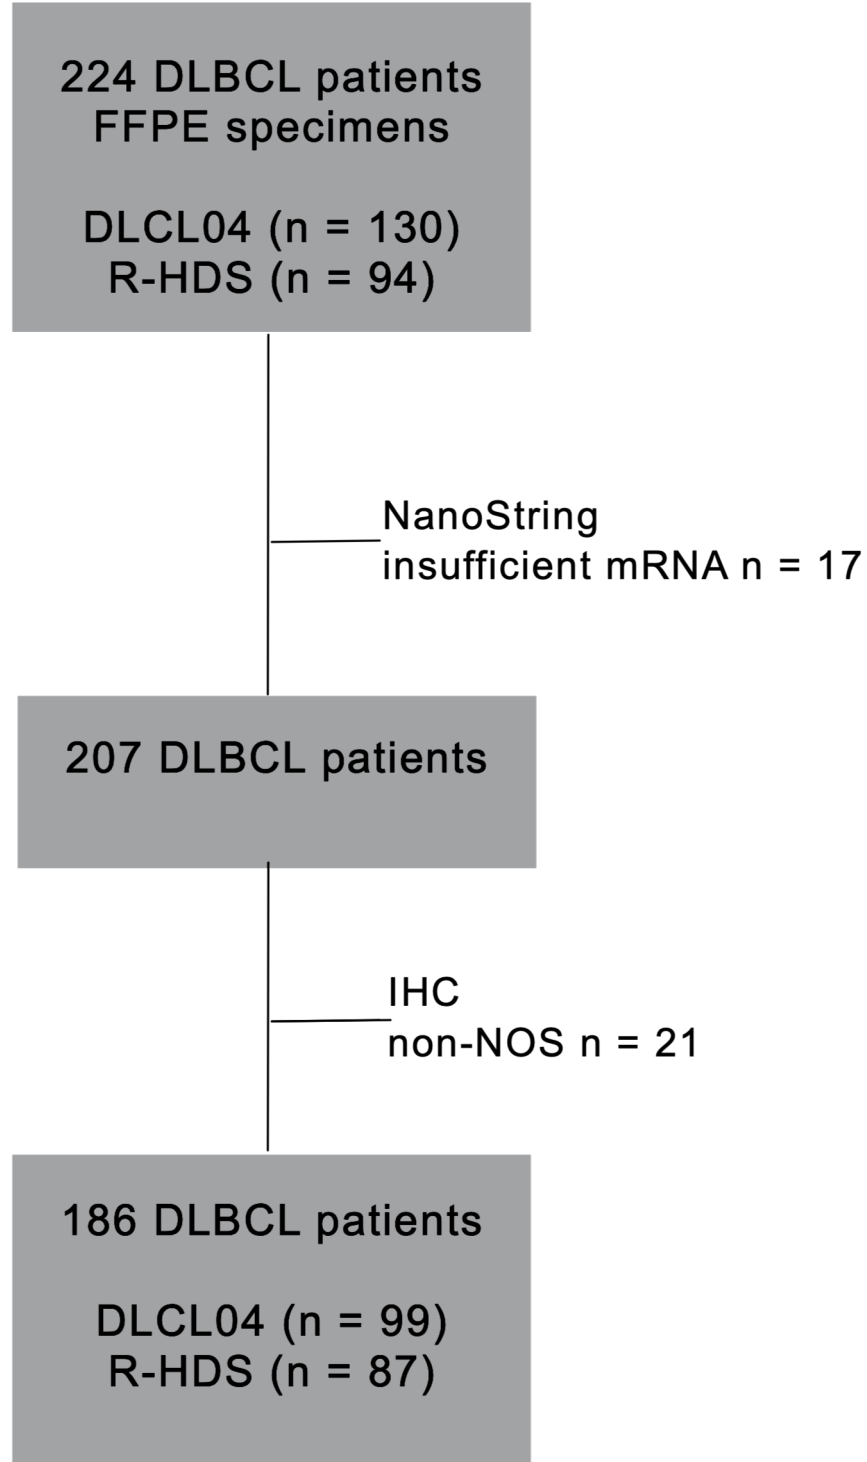 224 DLBCL patients
FFPE specimens
DLCL04 (n = 130)
R-HDS (n = 94)
NanoString
insufficient mRNA n = 17
207 DLBCL patients
IHC
non-NOS n = 21
186 DLBCL patients
DLCL04 (n = 99)
R-HDS (n = 87)